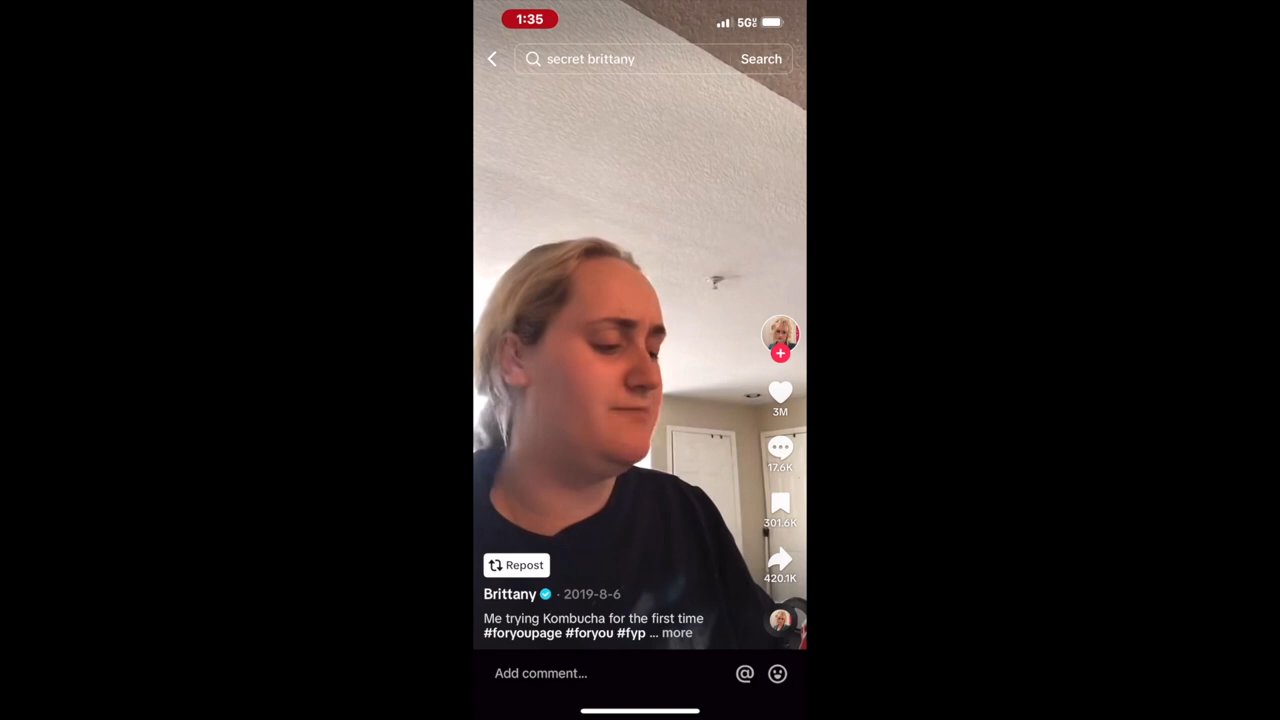 1:35
5G
secret brittany
Search
3M
17.6K
301.6K
420.1K
Repost
Brittany · 2019-8-6
Me trying Kombucha for the first time
#foryoupage #foryou #fyp ... more
Add comment...
@